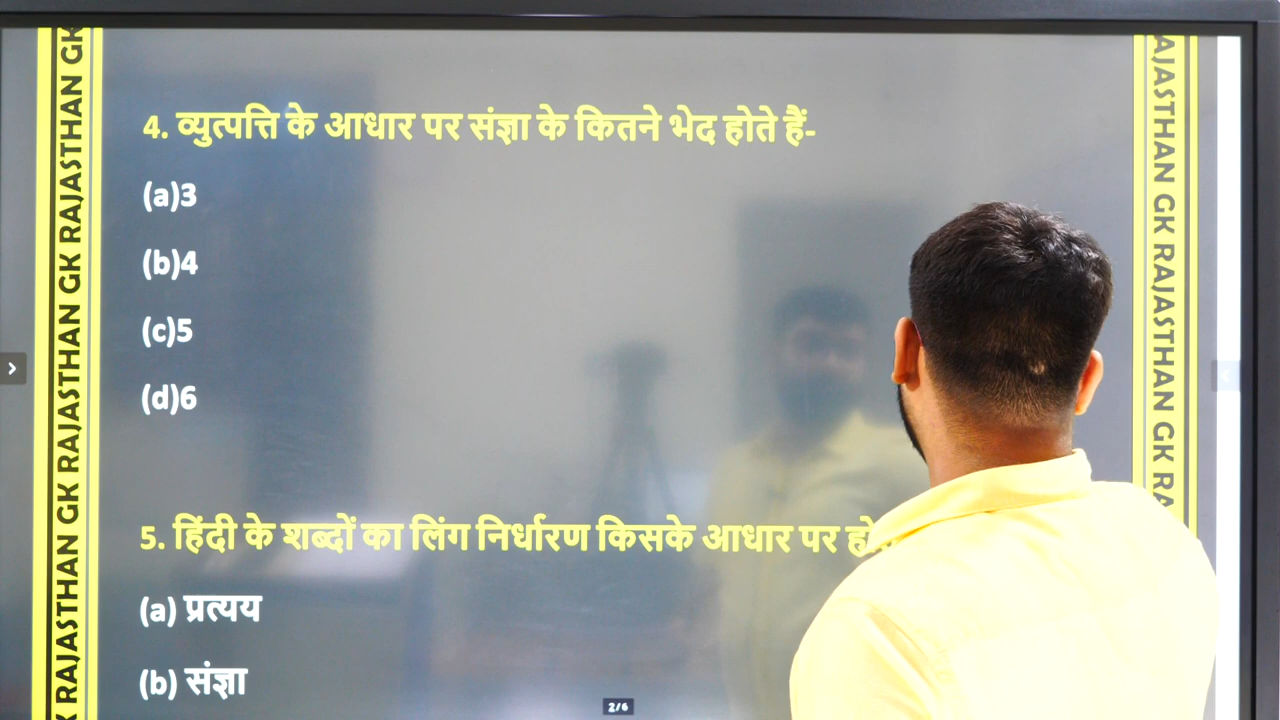 RAJASTHAN GK RAJASTHAN GK RAJASTHAN GK
4. व्युत्पत्ति के आधार पर संज्ञा के कितने भेद होते हैं-
(a)3
(b)4
(c)5
(d)6
5. हिंदी के शब्दों का लिंग निर्धारण किसके आधार पर
(a) प्रत्यय
(b) संज्ञा
2/6
RAJASTHAN GK RAJASTHAN GK